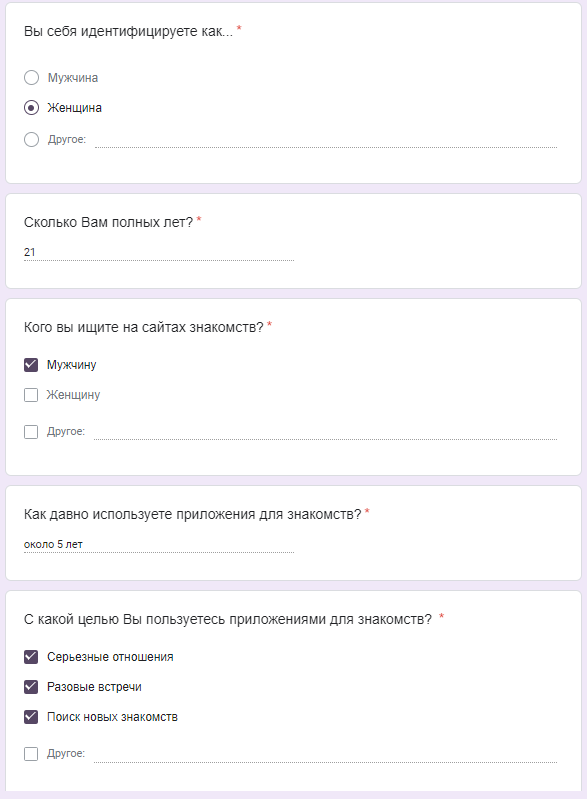 Вы себя идентифицируете как... *
Мужчина
Женщина
Другое:
Сколько Вам полных лет? *
21
Кого вы ищите на сайтах знакомств? *
Мужчину
Женщину
Другое:
Как давно используете приложения для знакомств? *
около 5 лет
С какой целью Вы пользуетесь приложениями для знакомств? *
Серьезные отношения
Разовые встречи
Поиск новых знакомств
Другое: